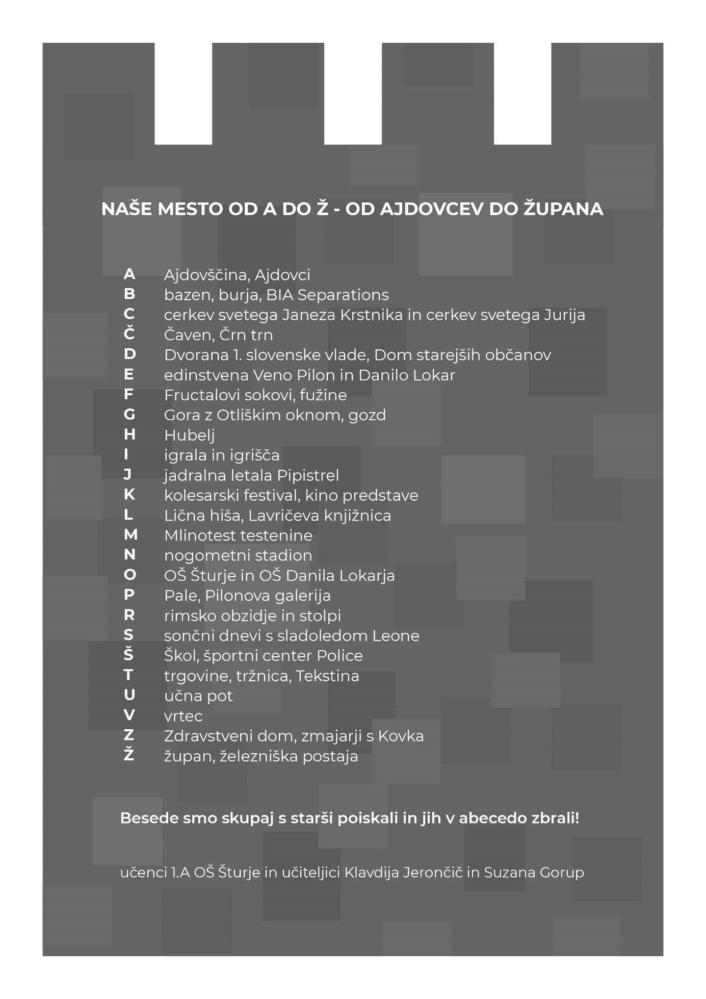 NAŠE MESTO OD A DO Ž - OD AJDOVCEV DO ŽUPANA
A Ajdovščina, Ajdovci
B bazen, burja, BIA Separations
C cerkev svetega Janeza Krstnika in cerkev svetega Jurija
Č Čaven, Črn trn
D Dvorana 1. slovenske vlade, Dom starejših občanov
E edinstvena Veno Pilon in Danilo Lokar
F Fructalovi sokovi, fužine
G Gora z Otliškim oknom, gozd
H Hubelj
I igrala in igrišča
J jadralna letala Pipistrel
K kolesarski festival, kino predstave
L Lična hiša, Lavričeva knjižnica
M Mlinotest testenine
N nogometni stadion
O OŠ Šturje in OŠ Danila Lokarja
P Pale, Pilonova galerija
R rimsko obzidje in stolpi
S sončni dnevi s sladoledom Leone
Š Škol, športni center Police
T trgovine, tržnica, Tekstina
U učna pot
V vrtec
Z Zdravstveni dom, zmajarji s Kovka
Ž župan, železniška postaja
Besede smo skupaj s starši poiskali in jih v abecedo zbrali!
učenci 1.A OŠ Šturje in učiteljici Klavdija Jerončič in Suzana Gorup